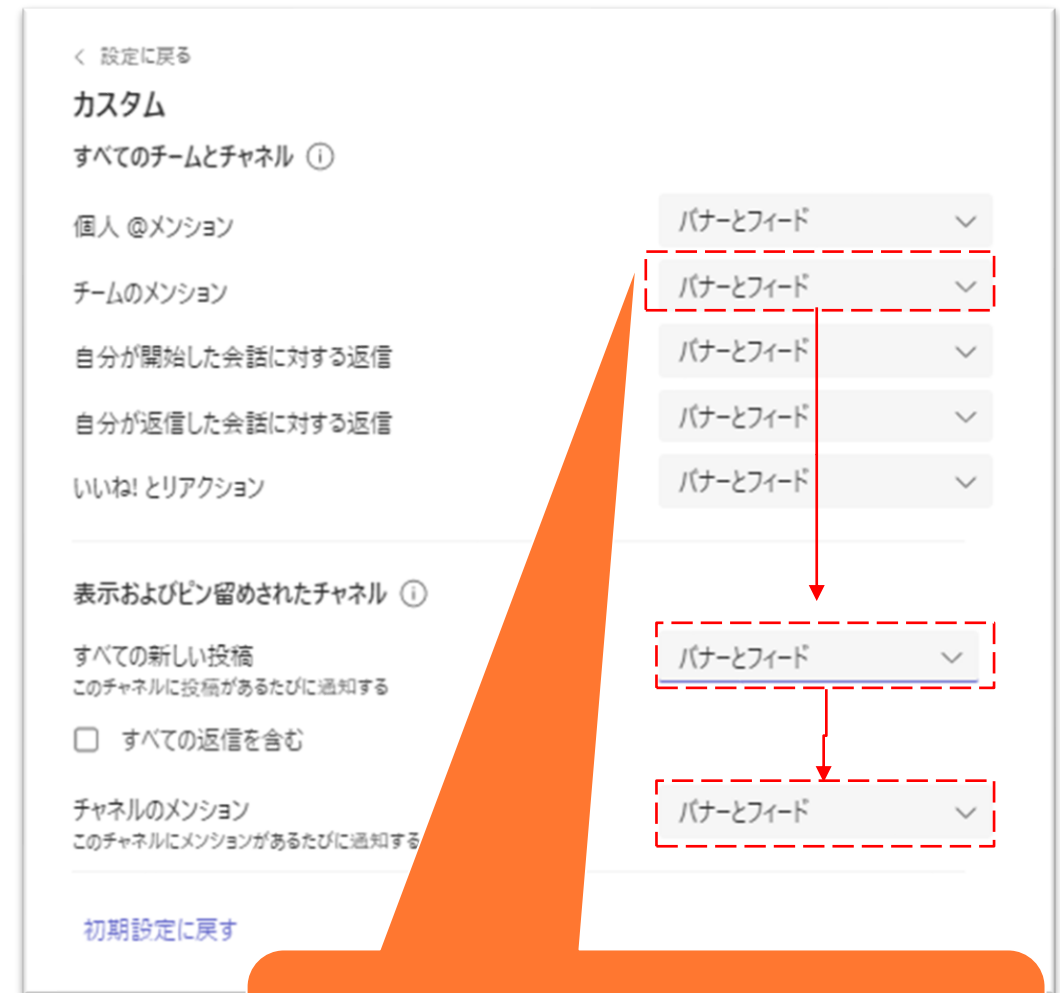 < 設定に戻る
カスタム
すべてのチームとチャネル
個人 @メンション バナーとフィード
チームのメンション バナーとフィード
自分が開始した会話に対する返信 バナーとフィード
自分が返信した会話に対する返信 バナーとフィード
いいね! とリアクション バナーとフィード
表示およびピン留めされたチャネル
すべての新しい投稿 バナーとフィード
このチャネルに投稿があるたびに通知する
すべての返信を含む
チャネルのメンション バナーとフィード
このチャネルにメンションがあるたびに通知する
初期設定に戻す